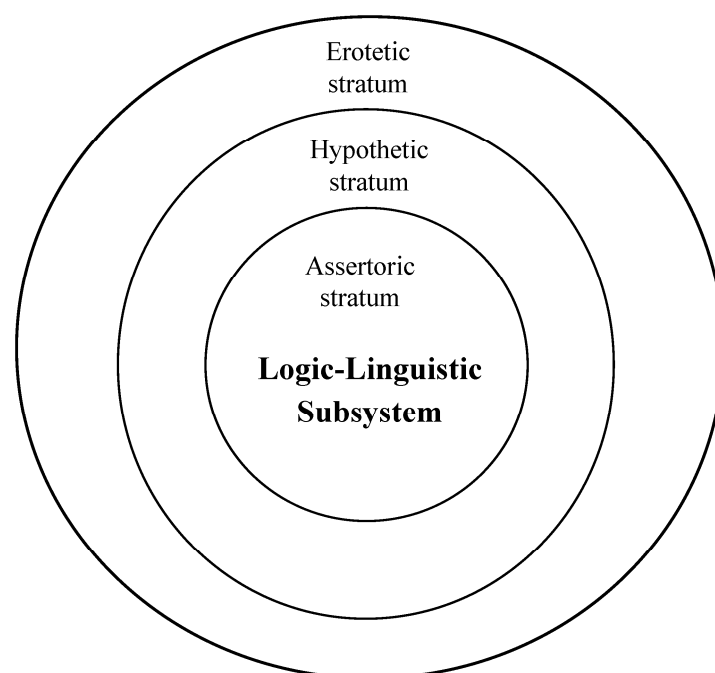 Erotetic
stratum
Hypothetic
stratum
Assertoric
stratum
Logic-Linguistic
Subsystem